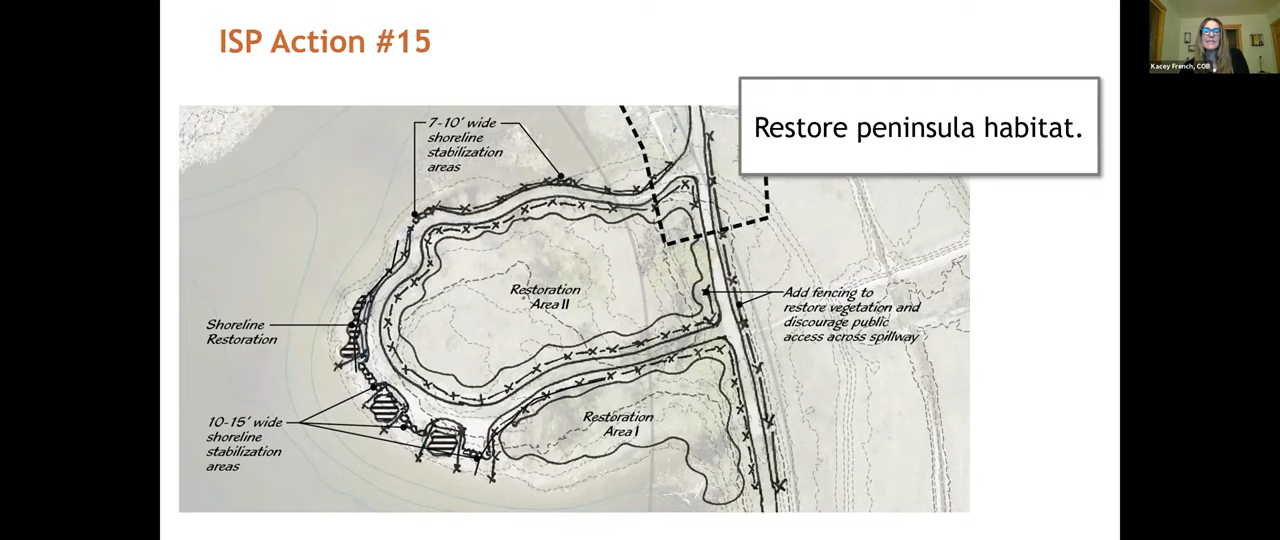 ISP Action #15
Kacey French, COB
Restore peninsula habitat.
7-10' wide
shoreline
stabilization
areas
Restoration
Area II
Add fencing to
restore vegetation and
discourage public
access across spillway
Shoreline
Restoration
10-15' wide
shoreline
stabilization
areas
Restoration
Area I